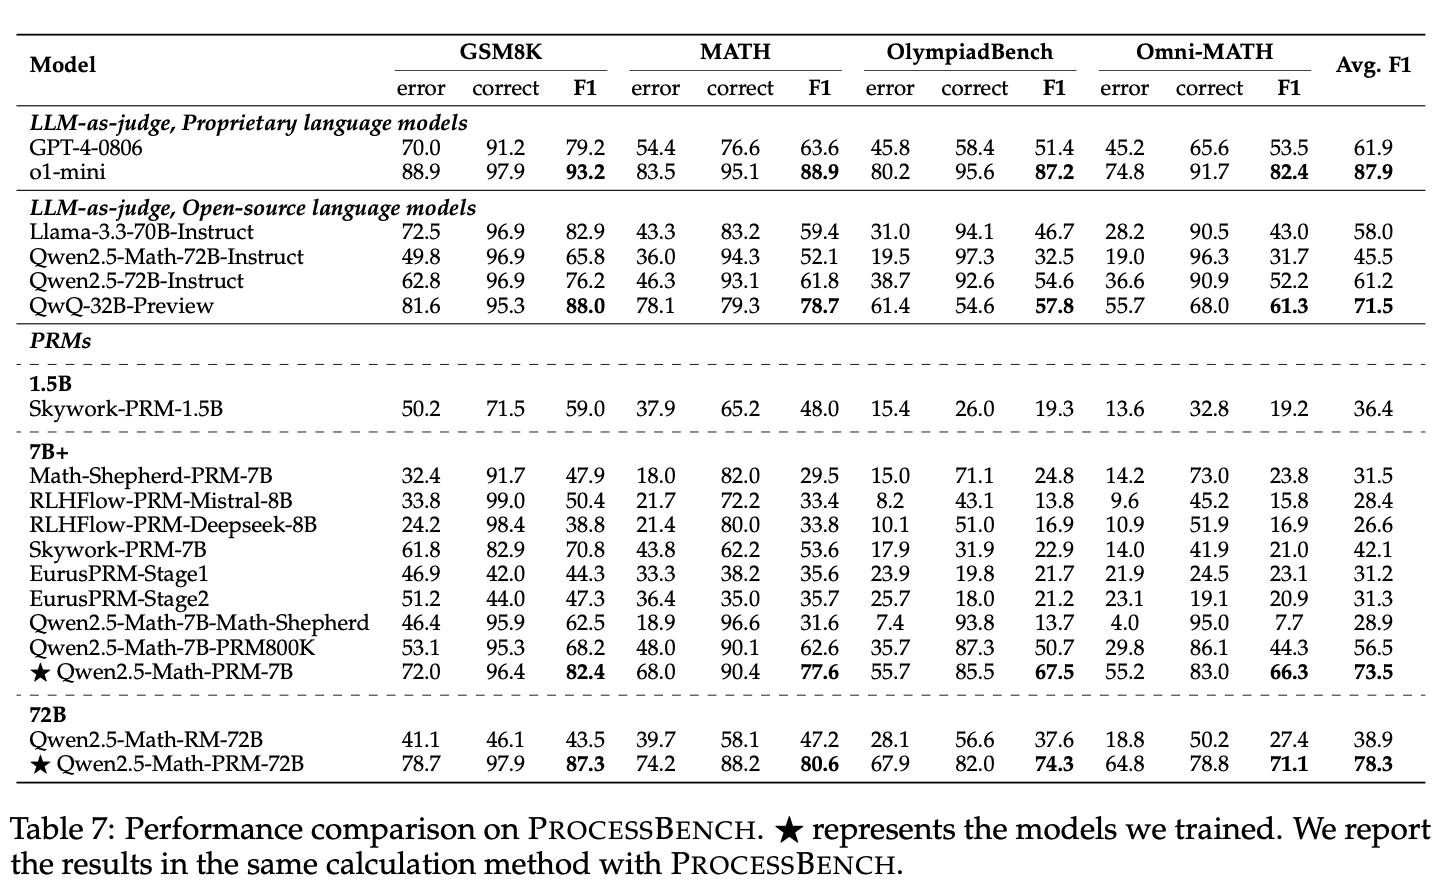 Model GSM8K MATH OlympiadBench Omni-MATH Avg. F1
error correct F1 error correct F1 error correct F1 error correct F1
LLM-as-judge, Proprietary language models
GPT-4-0806 70.0 91.2 79.2 54.4 76.6 63.6 45.8 58.4 51.4 45.2 65.6 53.5 61.9
o1-mini 88.9 97.9 93.2 83.5 95.1 88.9 80.2 95.6 87.2 74.8 91.7 82.4 87.9
LLM-as-judge, Open-source language models
Llama-3.3-70B-Instruct 72.5 96.9 82.9 43.3 83.2 59.4 31.0 94.1 46.7 28.2 90.5 43.0 58.0
Qwen2.5-Math-72B-Instruct 49.8 96.9 65.8 36.0 94.3 52.1 19.5 97.3 32.5 19.0 96.3 31.7 45.5
Qwen2.5-72B-Instruct 62.8 96.9 76.2 46.3 93.1 61.8 38.7 92.6 54.6 36.6 90.9 52.2 61.2
QwQ-32B-Preview 81.6 95.3 88.0 78.1 79.3 78.7 61.4 54.6 57.8 55.7 68.0 61.3 71.5
PRMs
1.5B
Skywork-PRM-1.5B 50.2 71.5 59.0 37.9 65.2 48.0 15.4 26.0 19.3 13.6 32.8 19.2 36.4
7B+
Math-Shepherd-PRM-7B 32.4 91.7 47.9 18.0 82.0 29.5 15.0 71.1 24.8 14.2 73.0 23.8 31.5
RLHFlow-PRM-Mistral-8B 33.8 99.0 50.4 21.7 72.2 33.4 8.2 43.1 13.8 9.6 45.2 15.8 28.4
RLHFlow-PRM-Deepseek-8B 24.2 98.4 38.8 21.4 80.0 33.8 10.1 51.0 16.9 10.9 51.9 16.9 26.6
Skywork-PRM-7B 61.8 82.9 70.8 43.8 62.2 53.6 17.9 31.9 22.9 14.0 41.9 21.0 42.1
EurusPRM-Stage1 46.9 42.0 44.3 33.3 38.2 35.6 23.9 19.8 21.7 21.9 24.5 23.1 31.2
EurusPRM-Stage2 51.2 44.0 47.3 36.4 35.0 35.7 25.7 18.0 21.2 23.1 19.1 20.9 31.3
Qwen2.5-Math-7B-Math-Shepherd 46.4 95.9 62.5 18.9 96.6 31.6 7.4 93.8 13.7 4.0 95.0 7.7 28.9
Qwen2.5-Math-7B-PRM800K 53.1 95.3 68.2 48.0 90.1 62.6 35.7 87.3 50.7 29.8 86.1 44.3 56.5
★ Qwen2.5-Math-PRM-7B 72.0 96.4 82.4 68.0 90.4 77.6 55.7 85.5 67.5 55.2 83.0 66.3 73.5
72B
Qwen2.5-Math-RM-72B 41.1 46.1 43.5 39.7 58.1 47.2 28.1 56.6 37.6 18.8 50.2 27.4 38.9
★ Qwen2.5-Math-PRM-72B 78.7 97.9 87.3 74.2 88.2 80.6 67.9 82.0 74.3 64.8 78.8 71.1 78.3
Table 7: Performance comparison on PROCESSBENCH. ★ represents the models we trained. We report
the results in the same calculation method with PROCESSBENCH.